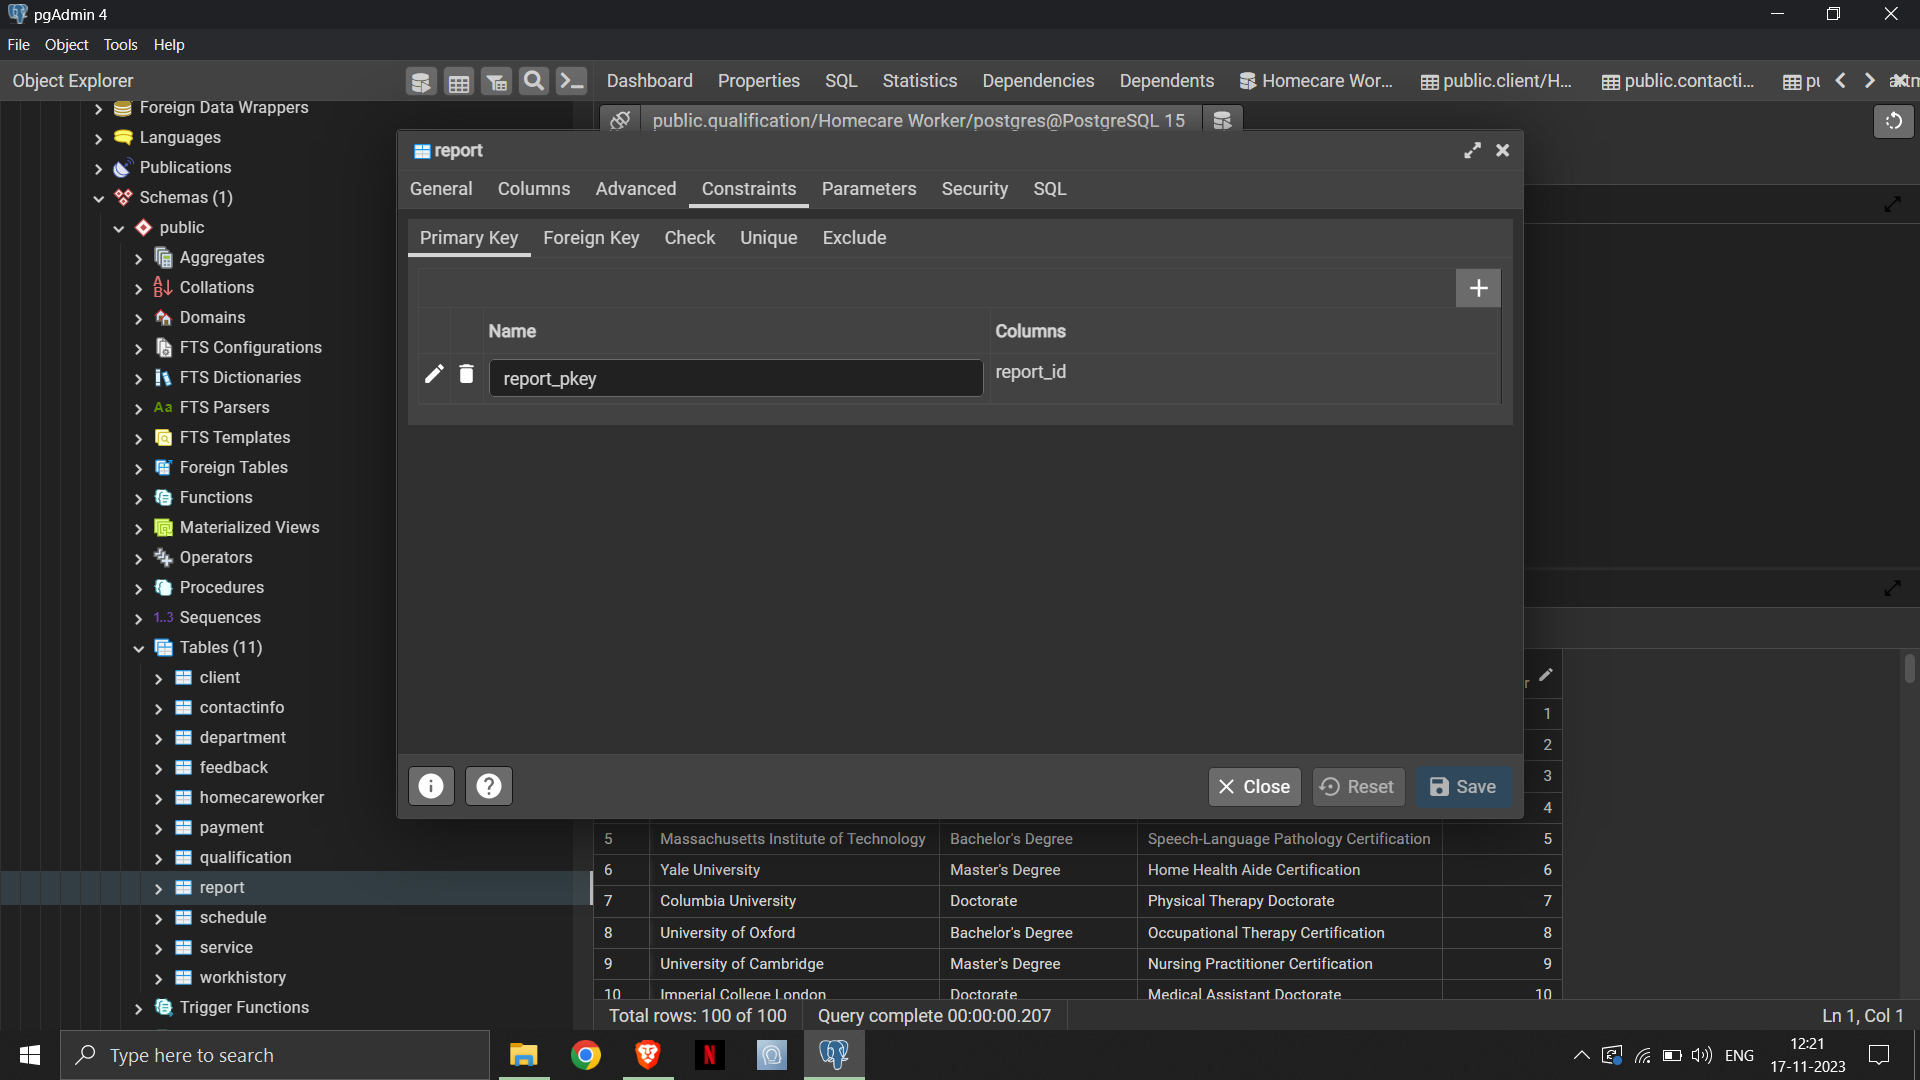 pgAdmin 4
File Object Tools Help
Object Explorer
Dashboard Properties SQL Statistics Dependencies Dependents Homecare Wor... public.client/H... public.contacti... pu
public.qualification/Homecare Worker/postgres@PostgreSQL 15
Foreign Data Wrappers
Languages
Publications
Schemas (1)
public
Aggregates
Collations
Domains
FTS Configurations
FTS Dictionaries
Aa FTS Parsers
FTS Templates
Foreign Tables
Functions
Materialized Views
Operators
Procedures
1..3 Sequences
Tables (11)
client
contactinfo
department
feedback
homecareworker
payment
qualification
report
schedule
service
workhistory
Trigger Functions
report
General Columns Advanced Constraints Parameters Security SQL
Primary Key Foreign Key Check Unique Exclude
Name Columns
report_pkey report_id
Close Reset Save
r
1
2
3
4
5 Massachusetts Institute of Technology Bachelor's Degree Speech-Language Pathology Certification 5
6 Yale University Master's Degree Home Health Aide Certification 6
7 Columbia University Doctorate Physical Therapy Doctorate 7
8 University of Oxford Bachelor's Degree Occupational Therapy Certification 8
9 University of Cambridge Master's Degree Nursing Practitioner Certification 9
10 Imperial College London Doctorate Medical Assistant Doctorate 10
Total rows: 100 of 100 Query complete 00:00:00.207 Ln 1, Col 1
Type here to search
N
ENG
12:21
17-11-2023